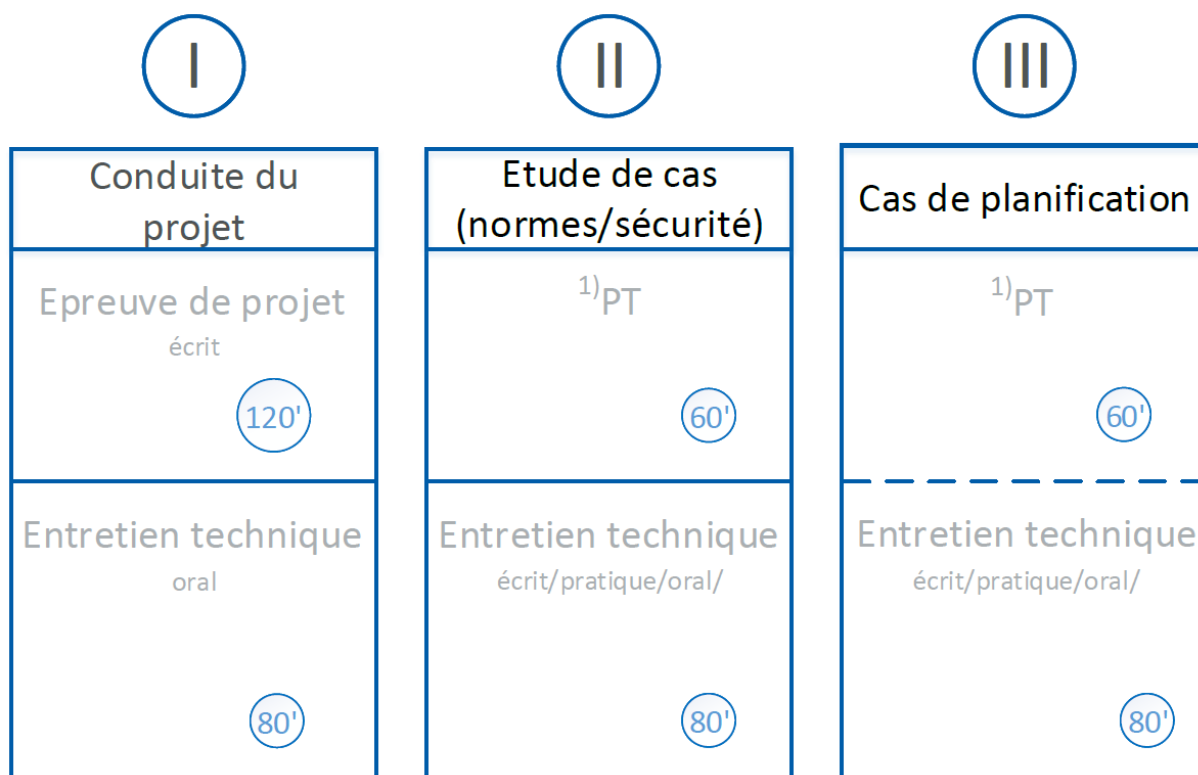 I
Conduite du
projet
Epreuve de projet
écrit
120'
Entretien technique
oral
80'
II
Etude de cas
(normes/sécurité)
1)PT
60'
Entretien technique
écrit/pratique/oral/
80'
III
Cas de planification
1)PT
60'
Entretien technique
écrit/pratique/oral/
80'